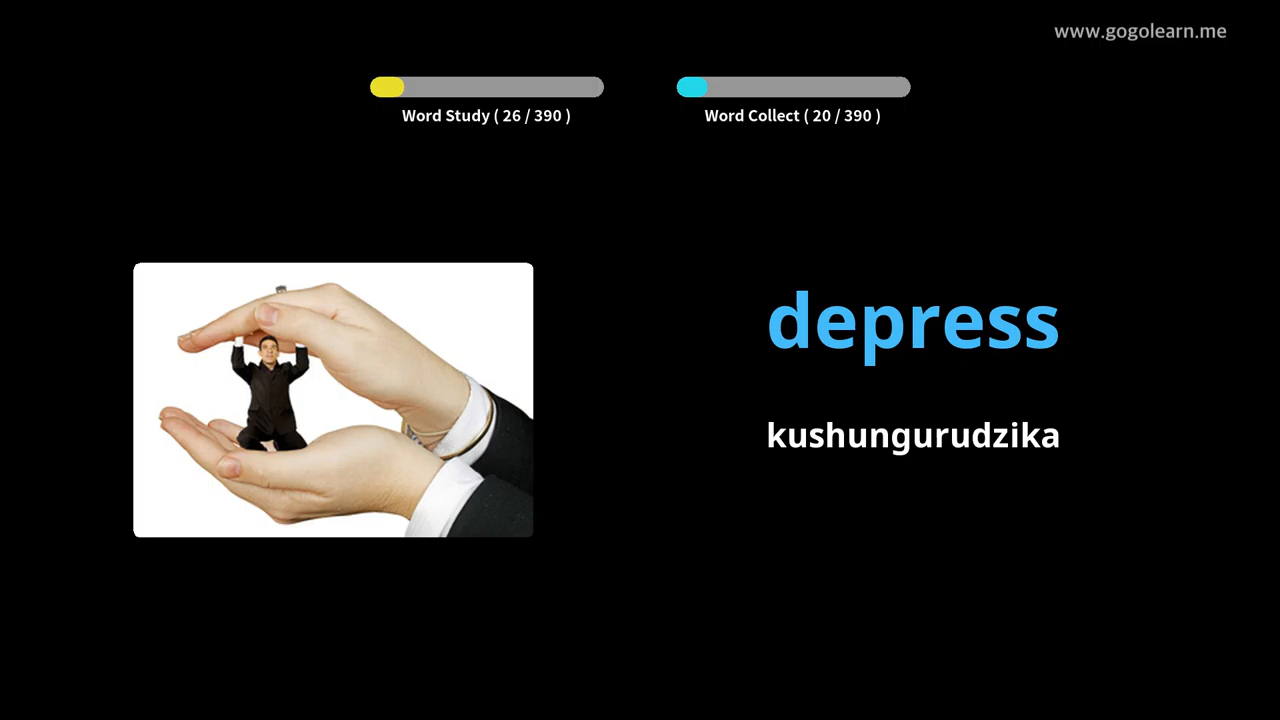 www.gogolearn.me
Word Study ( 26 / 390 )
Word Collect ( 20 / 390 )
depress
kushungurudzika